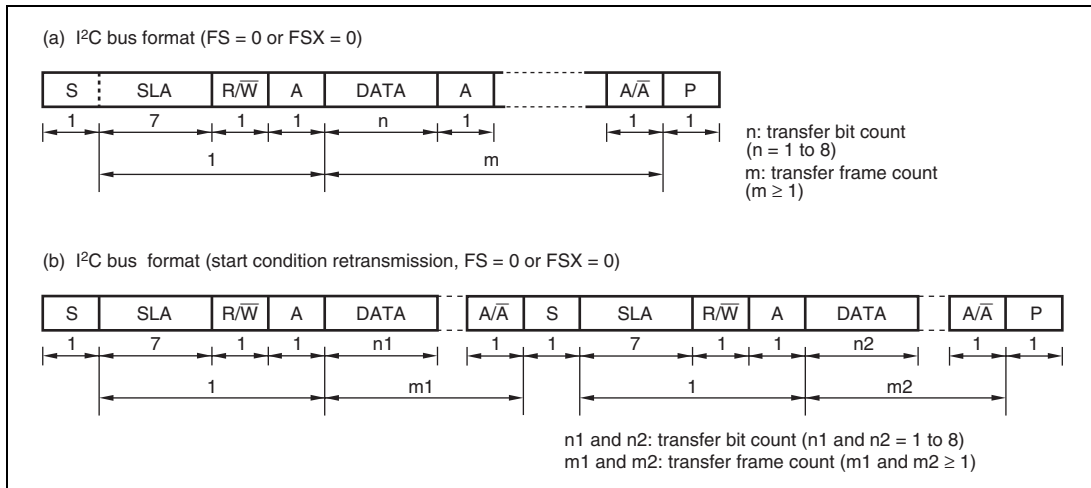 (a) I²C bus format (FS = 0 or FSX = 0)
S SLA R/W̅ A DATA A A/A̅ P
1 7 1 1 n 1 1 1
1 m
n: transfer bit count
(n = 1 to 8)
m: transfer frame count
(m ≥ 1)
(b) I²C bus format (start condition retransmission, FS = 0 or FSX = 0)
S SLA R/W̅ A DATA A/A̅ S SLA R/W̅ A DATA A/A̅ P
1 7 1 1 n1 1 1 7 1 1 n2 1 1
1 m1 1 m2
n1 and n2: transfer bit count (n1 and n2 = 1 to 8)
m1 and m2: transfer frame count (m1 and m2 ≥ 1)